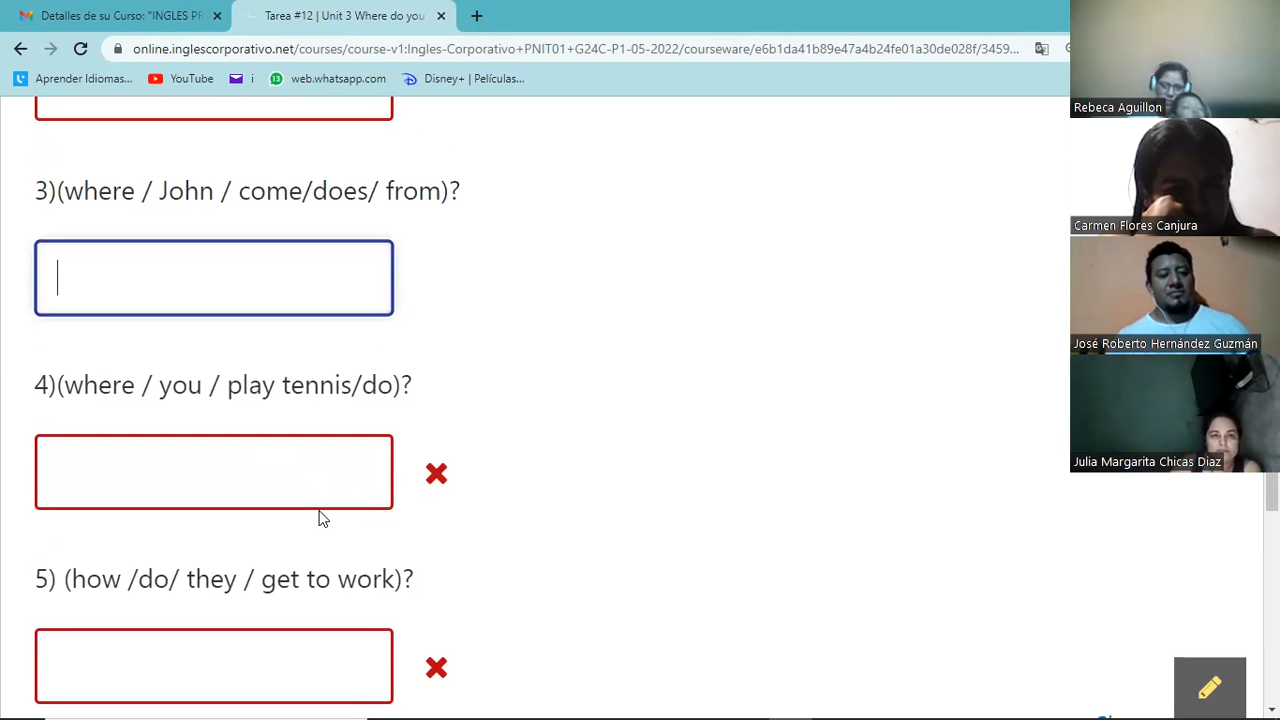 Detalles de su Curso: "INGLES PR
Tarea #12 | Unit 3 Where do you
online.inglescorporativo.net/courses/course-v1:Ingles-Corporativo+PNIT01+G24C-P1-05-2022/courseware/e6b1da41b89e47a4b24fe01a30de028f/3459...
Aprender Idiomas...
YouTube
i
13
web.whatsapp.com
Disney+ | Películas...
3)(where / John / come/does/ from)?
4)(where / you / play tennis/do)?
5) (how /do/ they / get to work)?
Rebeca Aguillon
Carmen Flores Canjura
José Roberto Hernández Guzmán
Julia Margarita Chicas Diaz